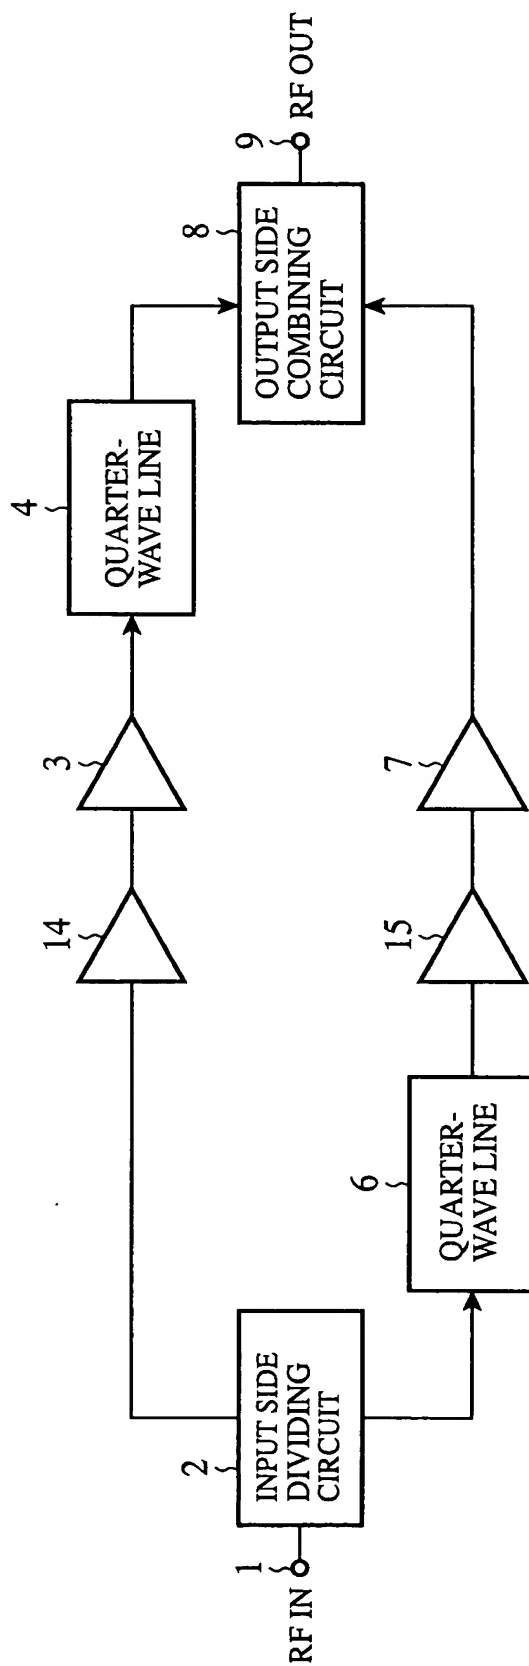 RF IN
1
2
INPUT SIDE
DIVIDING
CIRCUIT
14
3
4
QUARTER-
WAVE LINE
6
QUARTER-
WAVE LINE
15
7
8
OUTPUT SIDE
COMBINING
CIRCUIT
9
RF OUT